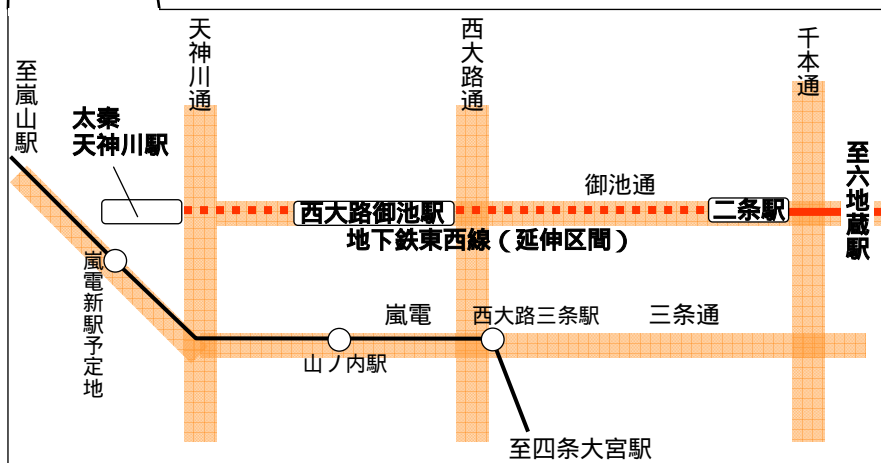 天神川通
西大路通
千本通
至嵐山駅
太秦
天神川駅
御池通
西大路御池駅
二条駅
至六地蔵駅
地下鉄東西線(延伸区間)
嵐電新駅予定地
嵐電
西大路三条駅
三条通
山ノ内駅
至四条大宮駅